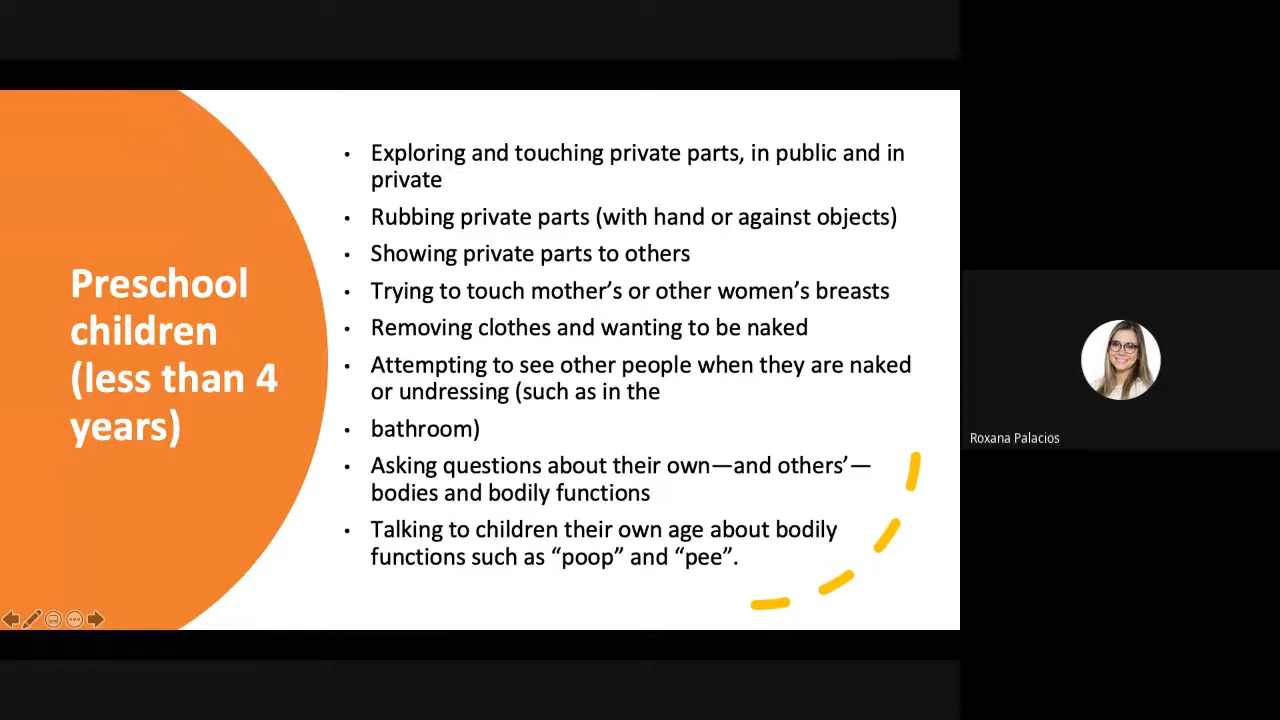 Preschool
children
(less than 4
years)
• Exploring and touching private parts, in public and in
private
• Rubbing private parts (with hand or against objects)
• Showing private parts to others
• Trying to touch mother’s or other women’s breasts
• Removing clothes and wanting to be naked
• Attempting to see other people when they are naked
or undressing (such as in the
• bathroom)
• Asking questions about their own—and others’—
bodies and bodily functions
• Talking to children their own age about bodily
functions such as “poop” and “pee”.
Roxana Palacios